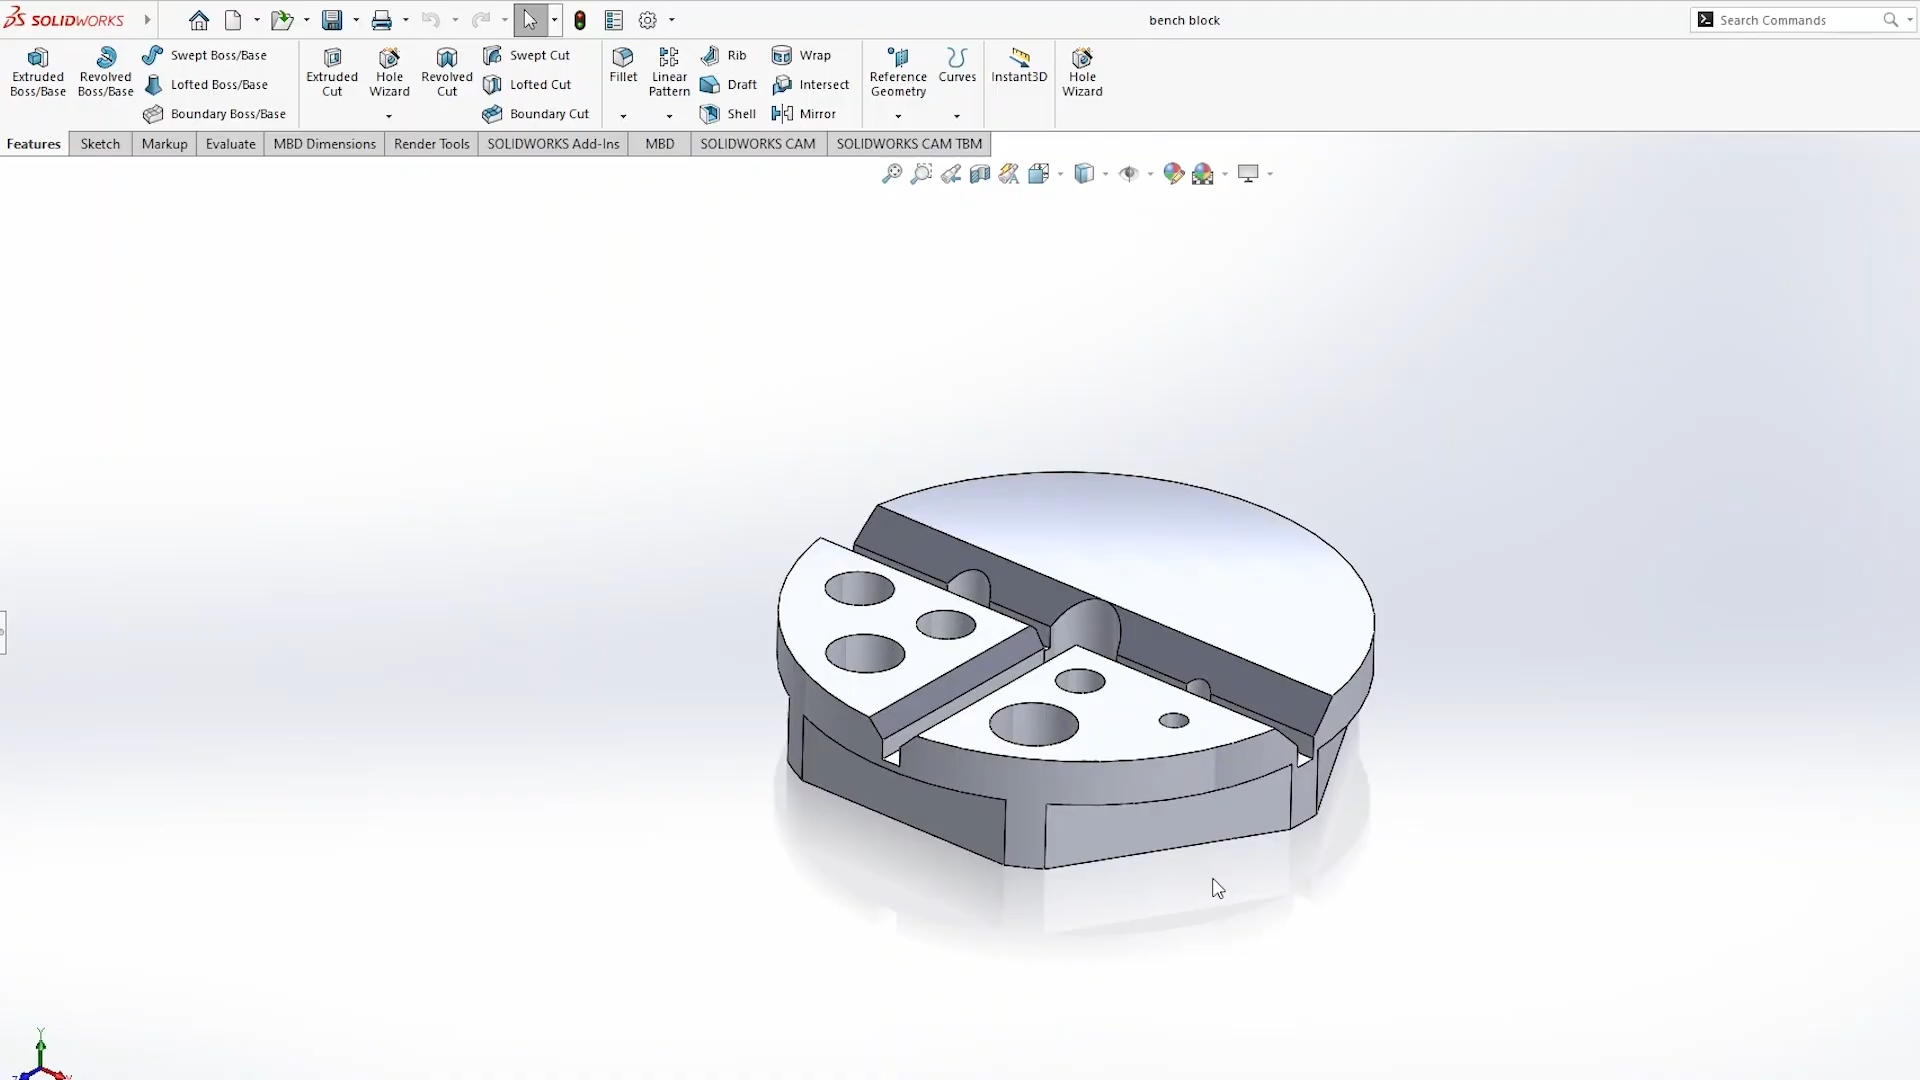 SOLIDWORKS
bench block
Search Commands
Extruded Boss/Base
Revolved Boss/Base
Swept Boss/Base
Lofted Boss/Base
Boundary Boss/Base
Extruded Cut
Hole Wizard
Revolved Cut
Swept Cut
Lofted Cut
Boundary Cut
Fillet
Linear Pattern
Rib
Draft
Shell
Wrap
Intersect
Mirror
Reference Geometry
Curves
Instant3D
Hole Wizard
Features
Sketch
Markup
Evaluate
MBD Dimensions
Render Tools
SOLIDWORKS Add-Ins
MBD
SOLIDWORKS CAM
SOLIDWORKS CAM TBM
Y